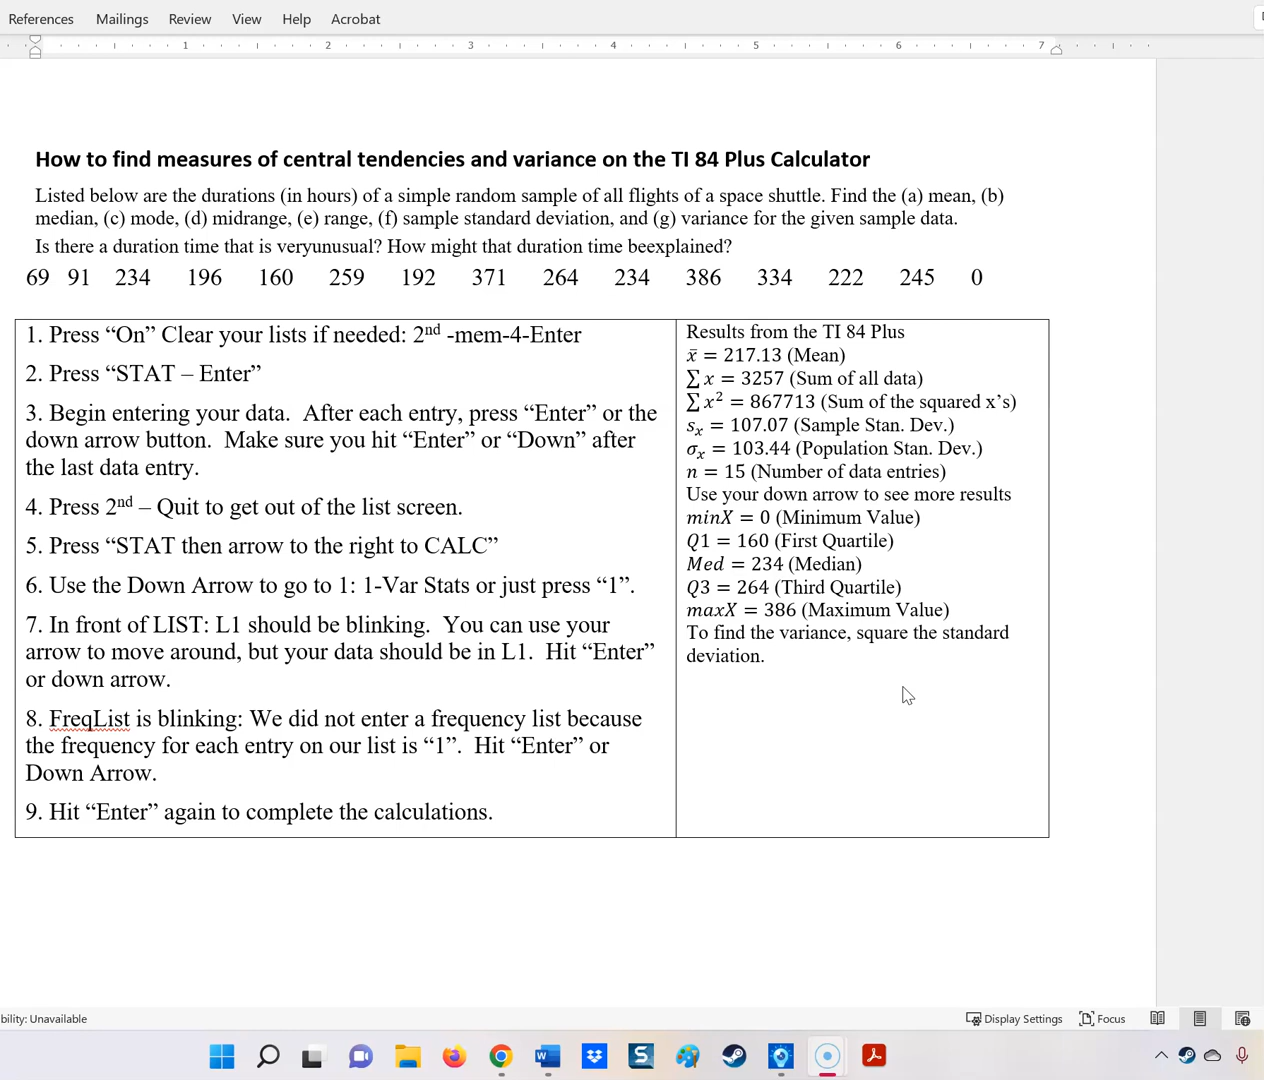 References Mailings Review View Help Acrobat
1 2 3 4 5 6 7
How to find measures of central tendencies and variance on the TI 84 Plus Calculator
Listed below are the durations (in hours) of a simple random sample of all flights of a space shuttle. Find the (a) mean, (b)
median, (c) mode, (d) midrange, (e) range, (f) sample standard deviation, and (g) variance for the given sample data.
Is there a duration time that is veryunusual? How might that duration time beexplained?
69 91 234 196 160 259 192 371 264 234 386 334 222 245 0
1. Press “On” Clear your lists if needed: 2nd -mem-4-Enter
2. Press “STAT – Enter”
3. Begin entering your data. After each entry, press “Enter” or the
down arrow button. Make sure you hit “Enter” or “Down” after
the last data entry.
4. Press 2nd – Quit to get out of the list screen.
5. Press “STAT then arrow to the right to CALC”
6. Use the Down Arrow to go to 1: 1-Var Stats or just press “1”.
7. In front of LIST: L1 should be blinking. You can use your
arrow to move around, but your data should be in L1. Hit “Enter”
or down arrow.
8. FreqList is blinking: We did not enter a frequency list because
the frequency for each entry on our list is “1”. Hit “Enter” or
Down Arrow.
9. Hit “Enter” again to complete the calculations.
Results from the TI 84 Plus
x̄ = 217.13 (Mean)
∑ x = 3257 (Sum of all data)
∑ x² = 867713 (Sum of the squared x’s)
sₓ = 107.07 (Sample Stan. Dev.)
σₓ = 103.44 (Population Stan. Dev.)
n = 15 (Number of data entries)
Use your down arrow to see more results
minX = 0 (Minimum Value)
Q1 = 160 (First Quartile)
Med = 234 (Median)
Q3 = 264 (Third Quartile)
maxX = 386 (Maximum Value)
To find the variance, square the standard
deviation.
bility: Unavailable
Display Settings Focus